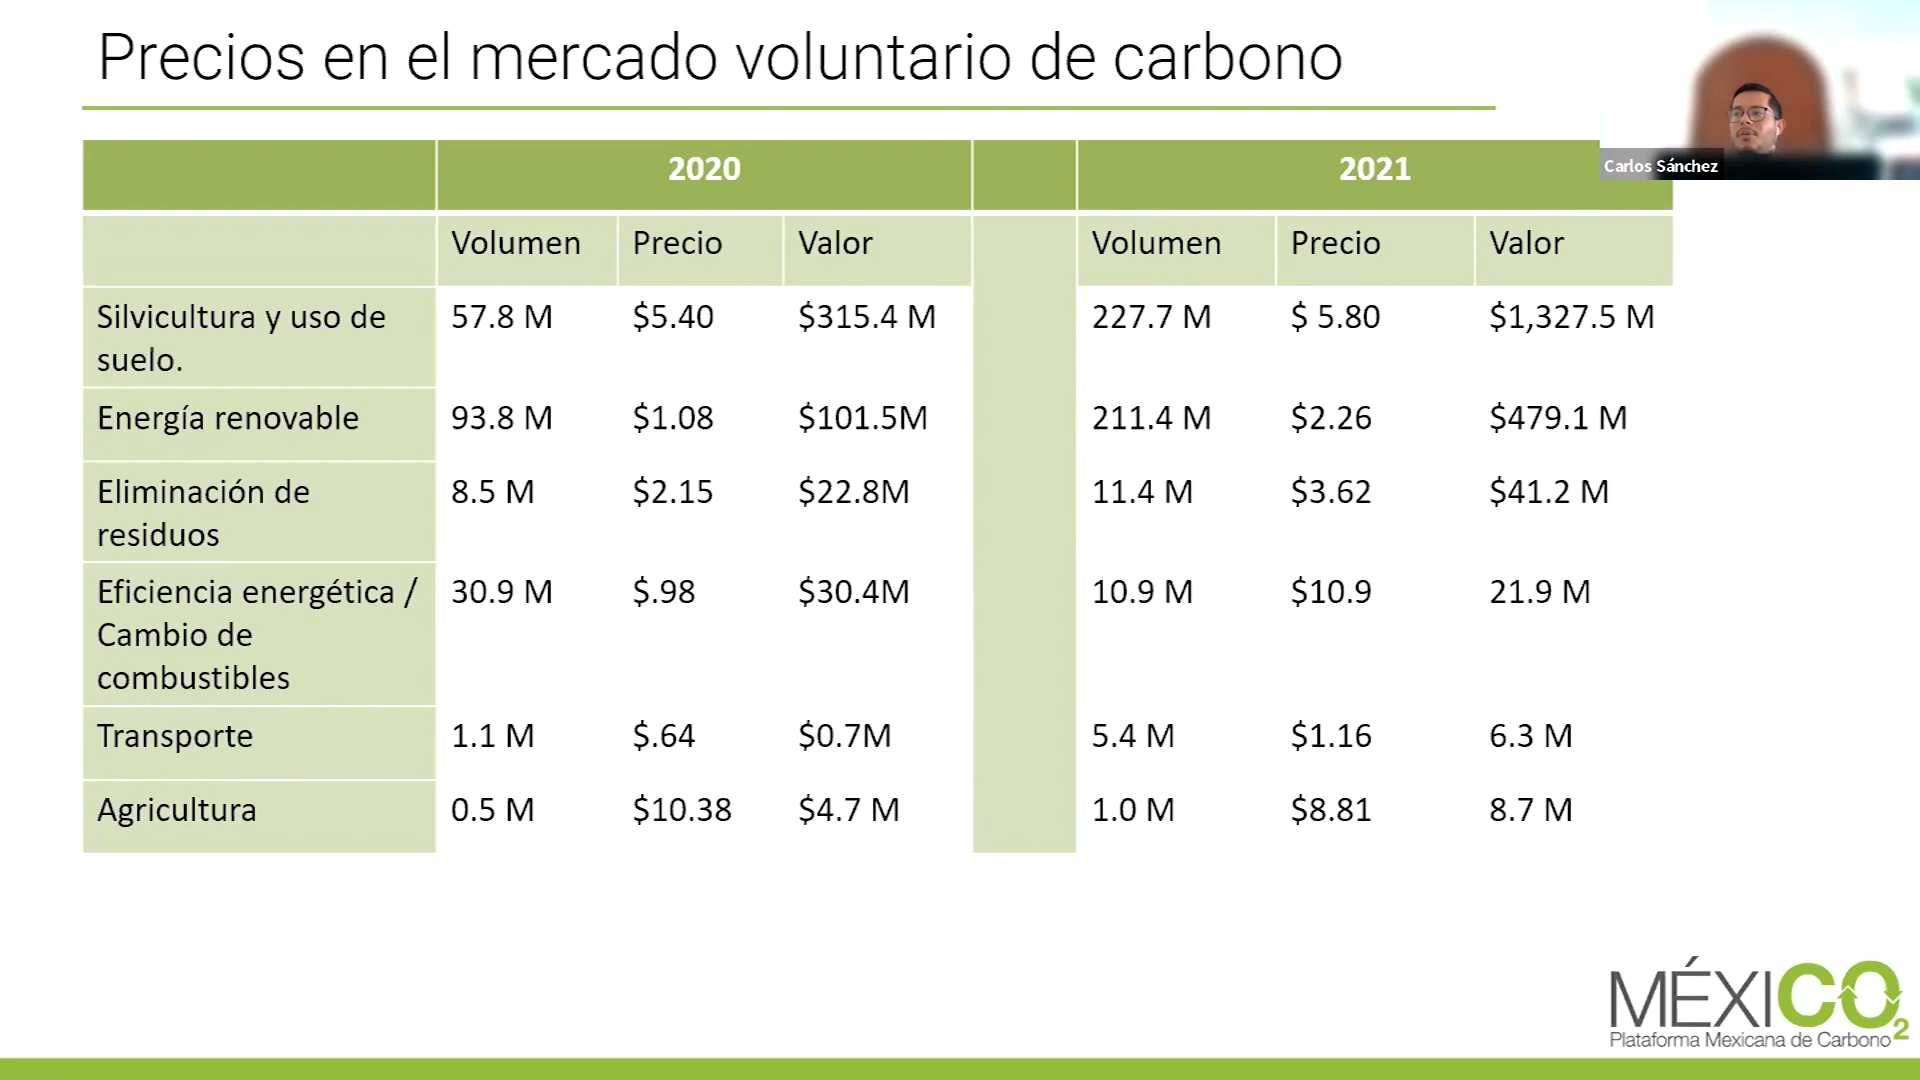 Precios en el mercado voluntario de carbono
Carlos Sánchez
2020 2021
Volumen Precio Valor Volumen Precio Valor
Silvicultura y uso de
suelo.
57.8 M $5.40 $315.4 M 227.7 M $ 5.80 $1,327.5 M
Energía renovable 93.8 M $1.08 $101.5M 211.4 M $2.26 $479.1 M
Eliminación de
residuos
8.5 M $2.15 $22.8M 11.4 M $3.62 $41.2 M
Eficiencia energética /
Cambio de
combustibles
30.9 M $.98 $30.4M 10.9 M $10.9 21.9 M
Transporte 1.1 M $.64 $0.7M 5.4 M $1.16 6.3 M
Agricultura 0.5 M $10.38 $4.7 M 1.0 M $8.81 8.7 M
MÉXICO2
Plataforma Mexicana de Carbono